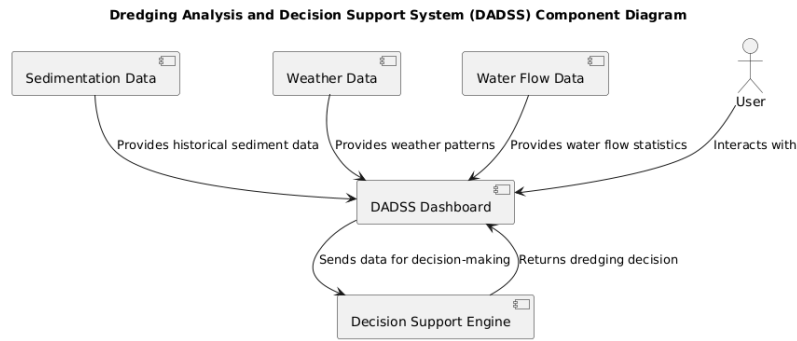 Dredging Analysis and Decision Support System (DADSS) Component Diagram
Sedimentation Data
Weather Data
Water Flow Data
User
Provides historical sediment data
Provides weather patterns
Provides water flow statistics
Interacts with
DADSS Dashboard
Sends data for decision-making
Returns dredging decision
Decision Support Engine